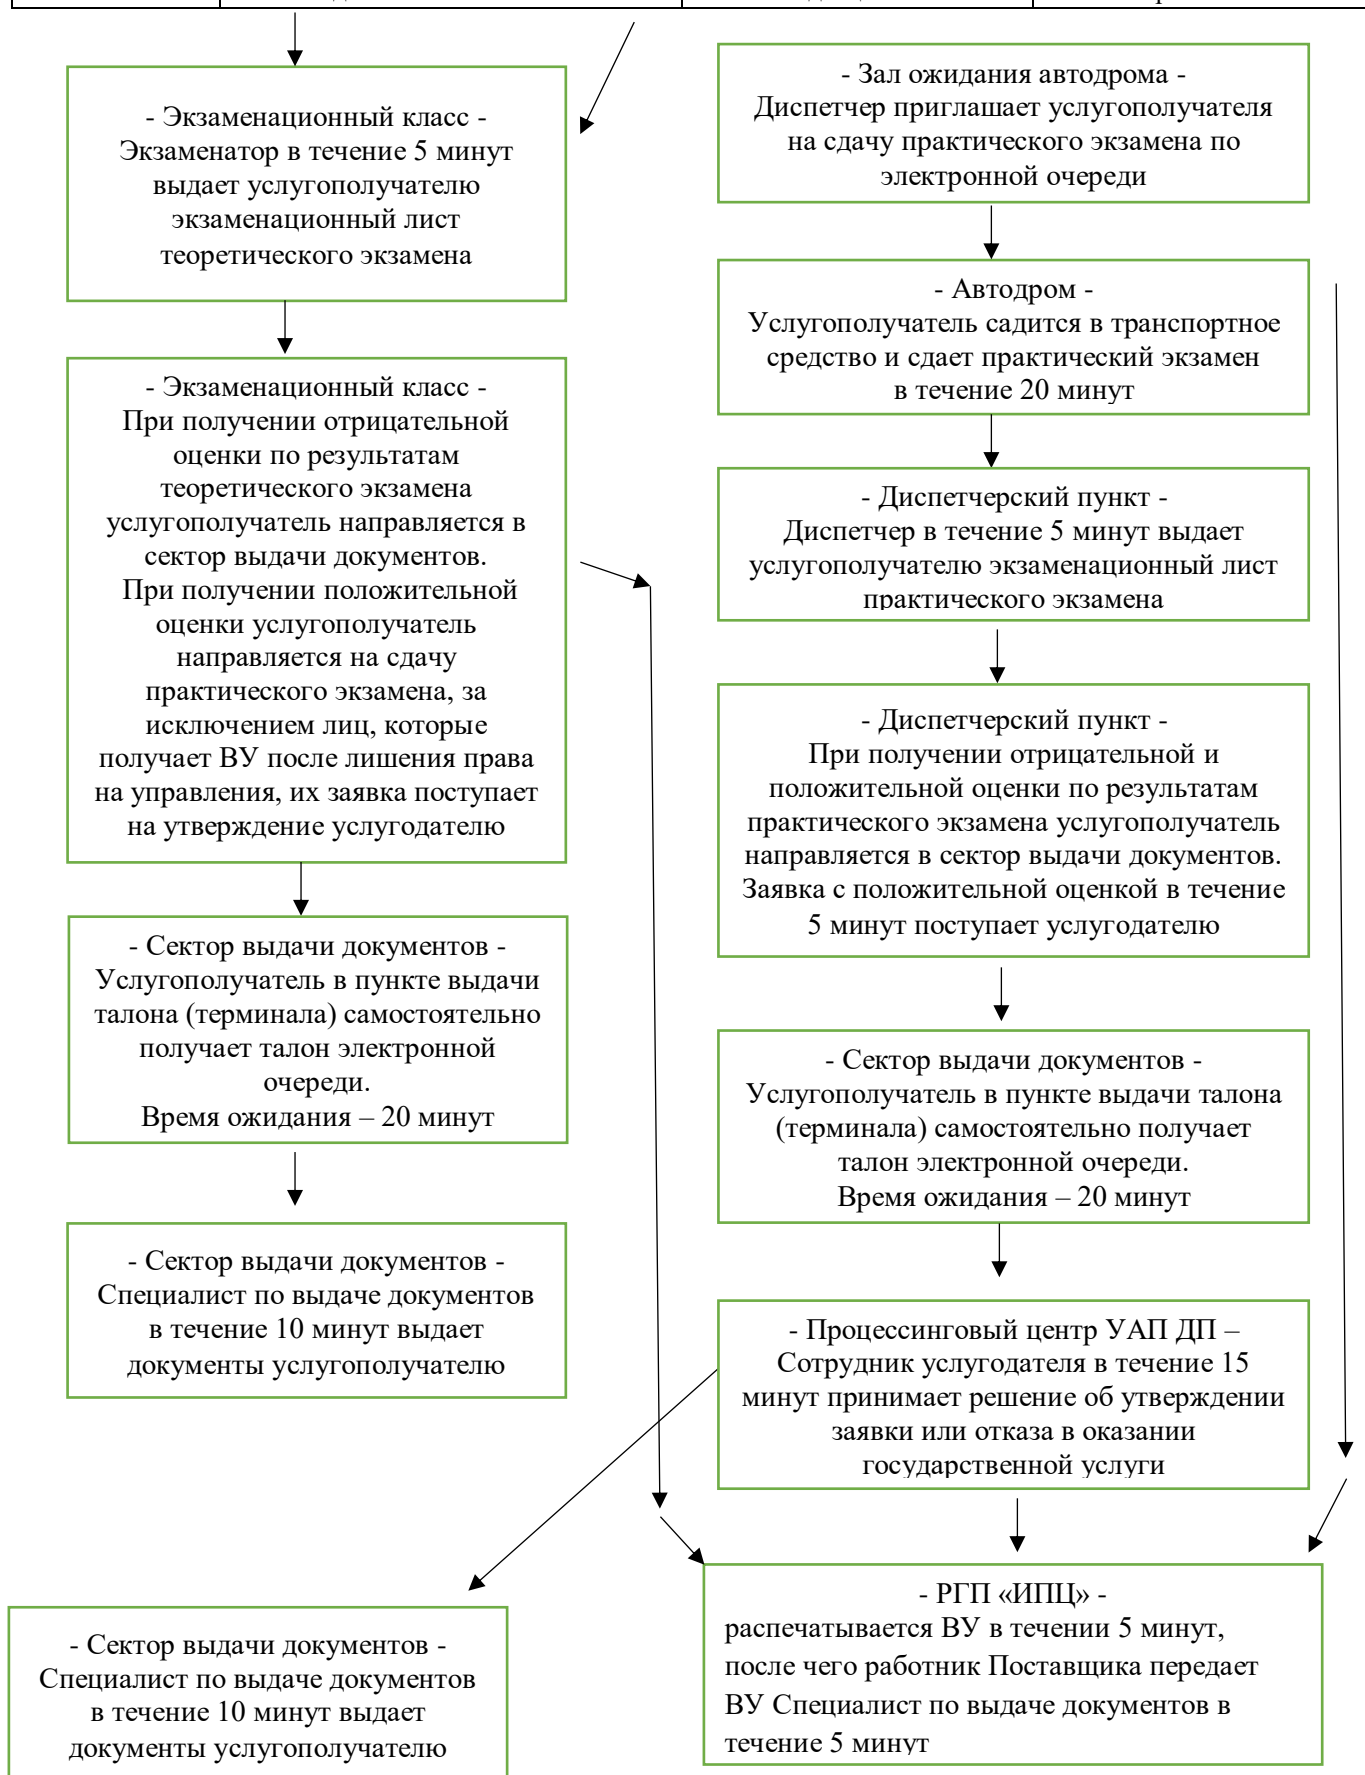 - Экзаменационный класс -
Экзаменатор в течение 5 минут
выдает услугополучателю
экзаменационный лист
теоретического экзамена
- Экзаменационный класс -
При получении отрицательной
оценки по результатам
теоретического экзамена
услугополучатель направляется в
сектор выдачи документов.
При получении положительной
оценки услугополучатель
направляется на сдачу
практического экзамена, за
исключением лиц, которые
получает ВУ после лишения права
на управления, их заявка поступает
на утверждение услугодателю
- Сектор выдачи документов -
Услугополучатель в пункте выдачи
талона (терминала) самостоятельно
получает талон электронной
очереди.
Время ожидания – 20 минут
- Сектор выдачи документов -
Специалист по выдаче документов
в течение 10 минут выдает
документы услугополучателю
- Зал ожидания автодрома -
Диспетчер приглашает услугополучателя
на сдачу практического экзамена по
электронной очереди
- Автодром -
Услугополучатель садится в транспортное
средство и сдает практический экзамен
в течение 20 минут
- Диспетчерский пункт -
Диспетчер в течение 5 минут выдает
услугополучателю экзаменационный лист
практического экзамена
- Диспетчерский пункт -
При получении отрицательной и
положительной оценки по результатам
практического экзамена услугополучатель
направляется в сектор выдачи документов.
Заявка с положительной оценкой в течение
5 минут поступает услугодателю
- Сектор выдачи документов -
Услугополучатель в пункте выдачи талона
(терминала) самостоятельно получает
талон электронной очереди.
Время ожидания – 20 минут
- Процессинговый центр УАП ДП –
Сотрудник услугодателя в течение 15
минут принимает решение об утверждении
заявки или отказа в оказании
государственной услуги
- Сектор выдачи документов -
Специалист по выдаче документов
в течение 10 минут выдает
документы услугополучателю
- РГП «ИПЦ» -
распечатывается ВУ в течении 5 минут,
после чего работник Поставщика передает
ВУ Специалист по выдаче документов в
течение 5 минут